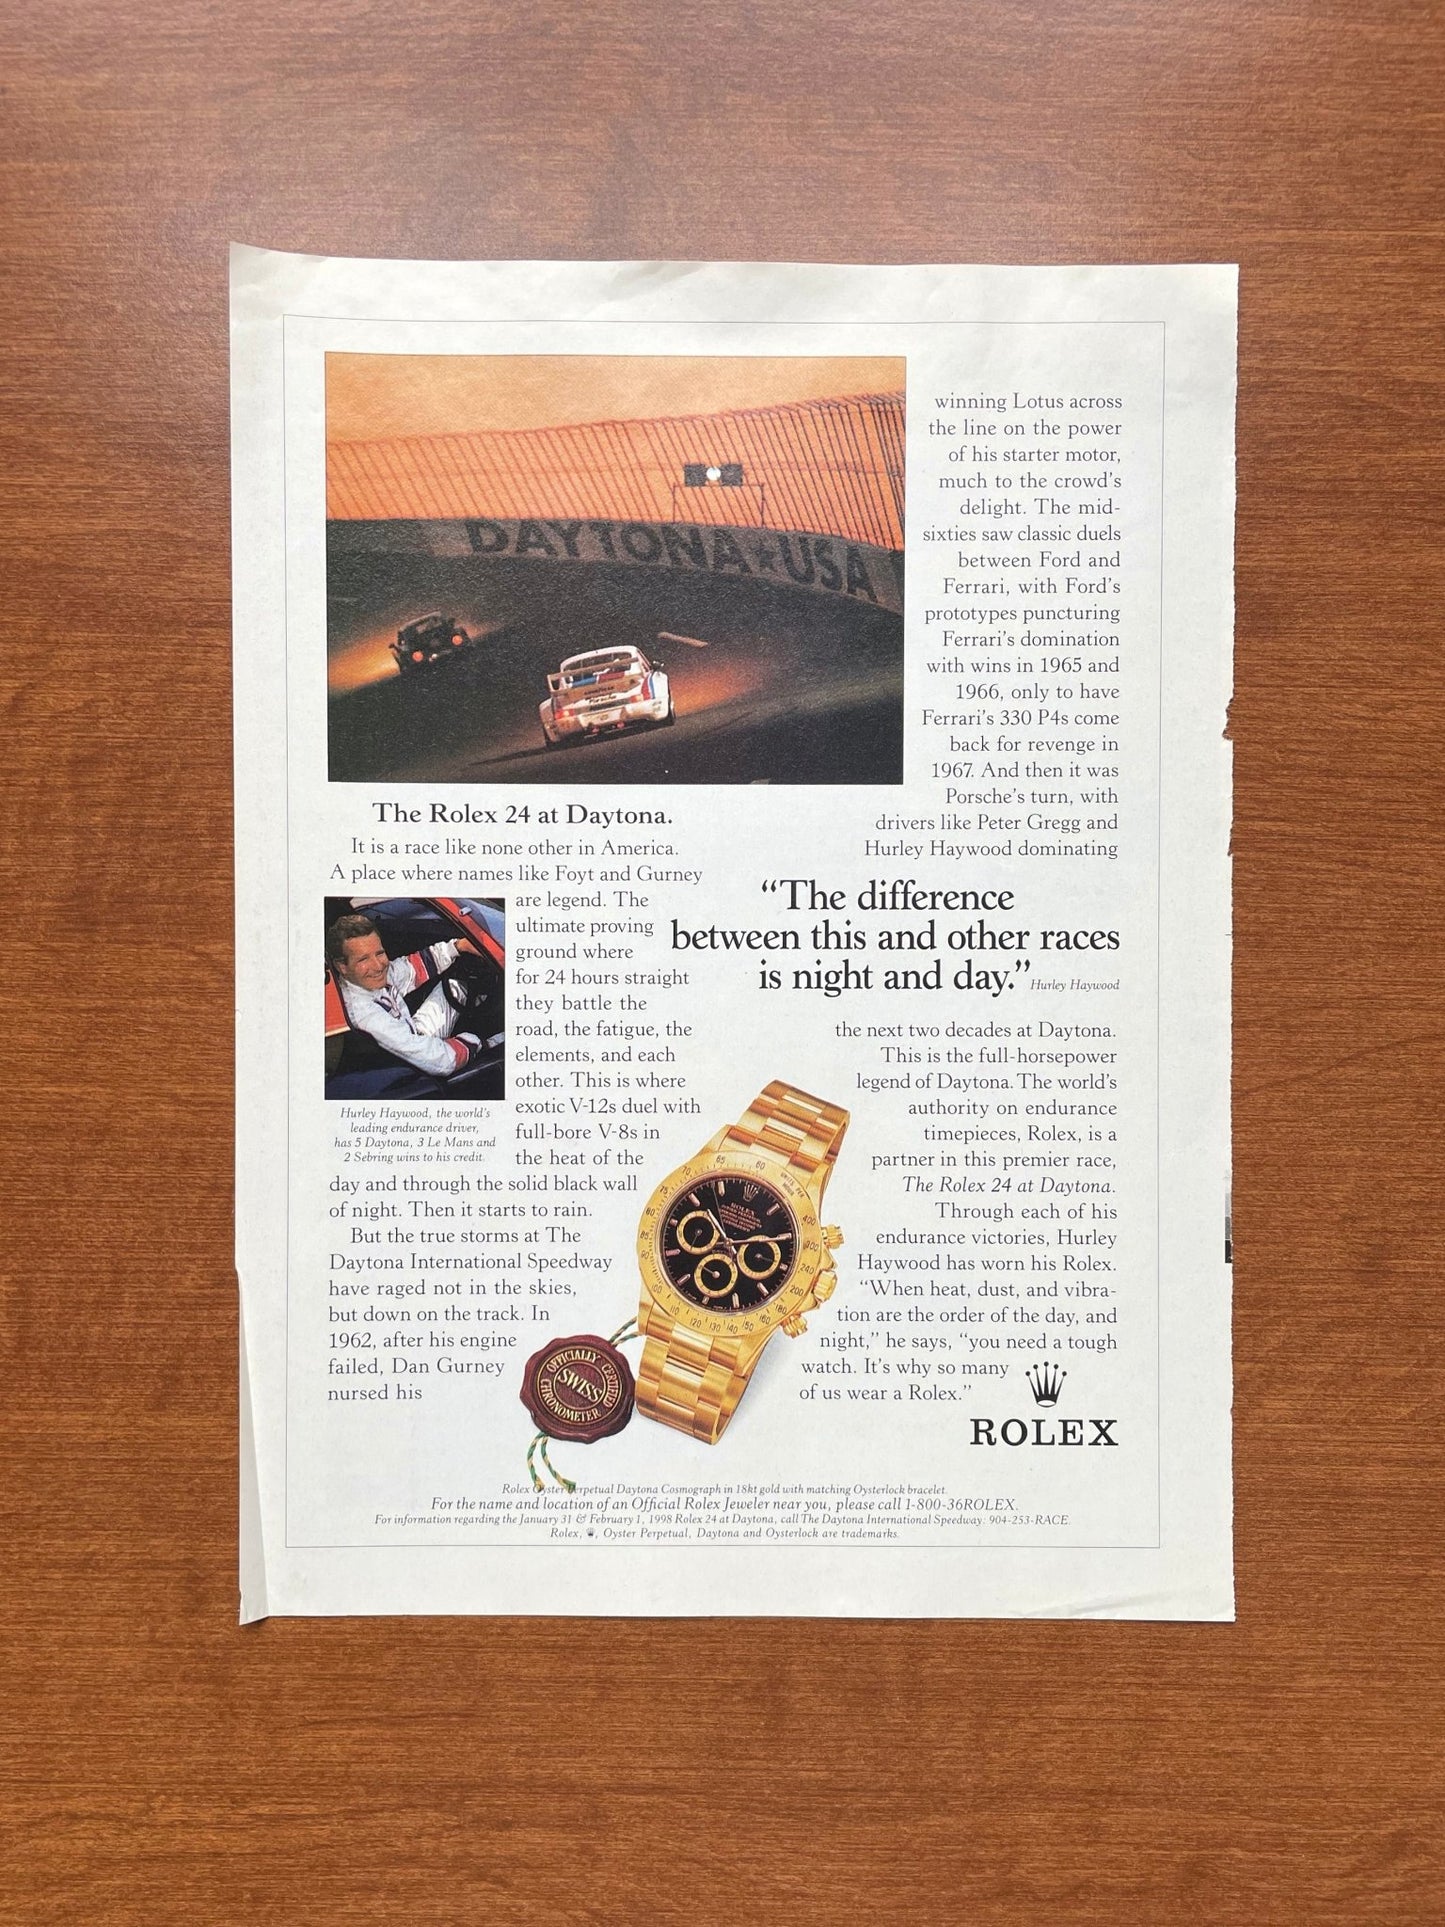 DAYTONA★USA
The Rolex 24 at Daytona.
It is a race like none other in America.
A place where names like Foyt and Gurney
are legend. The
ultimate proving
ground where
for 24 hours straight
they battle the
road, the fatigue, the
elements, and each
other. This is where
exotic V-12s duel with
full-bore V-8s in
the heat of the
day and through the solid black wall
of night. Then it starts to rain.
But the true storms at The
Daytona International Speedway
have raged not in the skies,
but down on the track. In
1962, after his engine
failed, Dan Gurney
nursed his
Hurley Haywood, the world's
leading endurance driver,
has 5 Daytona, 3 Le Mans and
2 Sebring wins to his credit.
winning Lotus across
the line on the power
of his starter motor,
much to the crowd's
delight. The mid-
sixties saw classic duels
between Ford and
Ferrari, with Ford's
prototypes puncturing
Ferrari's domination
with wins in 1965 and
1966, only to have
Ferrari's 330 P4s come
back for revenge in
1967. And then it was
Porsche's turn, with
drivers like Peter Gregg and
Hurley Haywood dominating
“The difference
between this and other races
is night and day.” Hurley Haywood
the next two decades at Daytona.
This is the full-horsepower
legend of Daytona. The world's
authority on endurance
timepieces, Rolex, is a
partner in this premier race,
The Rolex 24 at Daytona.
Through each of his
endurance victories, Hurley
Haywood has worn his Rolex.
“When heat, dust, and vibra-
tion are the order of the day, and
night,” he says, “you need a tough
watch. It's why so many
of us wear a Rolex.”
ROLEX
OFFICIALLY CERTIFIED
SWISS
CHRONOMETER
Rolex Oyster Perpetual Daytona Cosmograph in 18kt gold with matching Oysterlock bracelet.
For the name and location of an Official Rolex Jeweler near you, please call 1-800-36ROLEX.
For information regarding the January 31 & February 1, 1998 Rolex 24 at Daytona, call The Daytona International Speedway: 904-253-RACE.
Rolex, , Oyster Perpetual, Daytona and Oysterlock are trademarks.